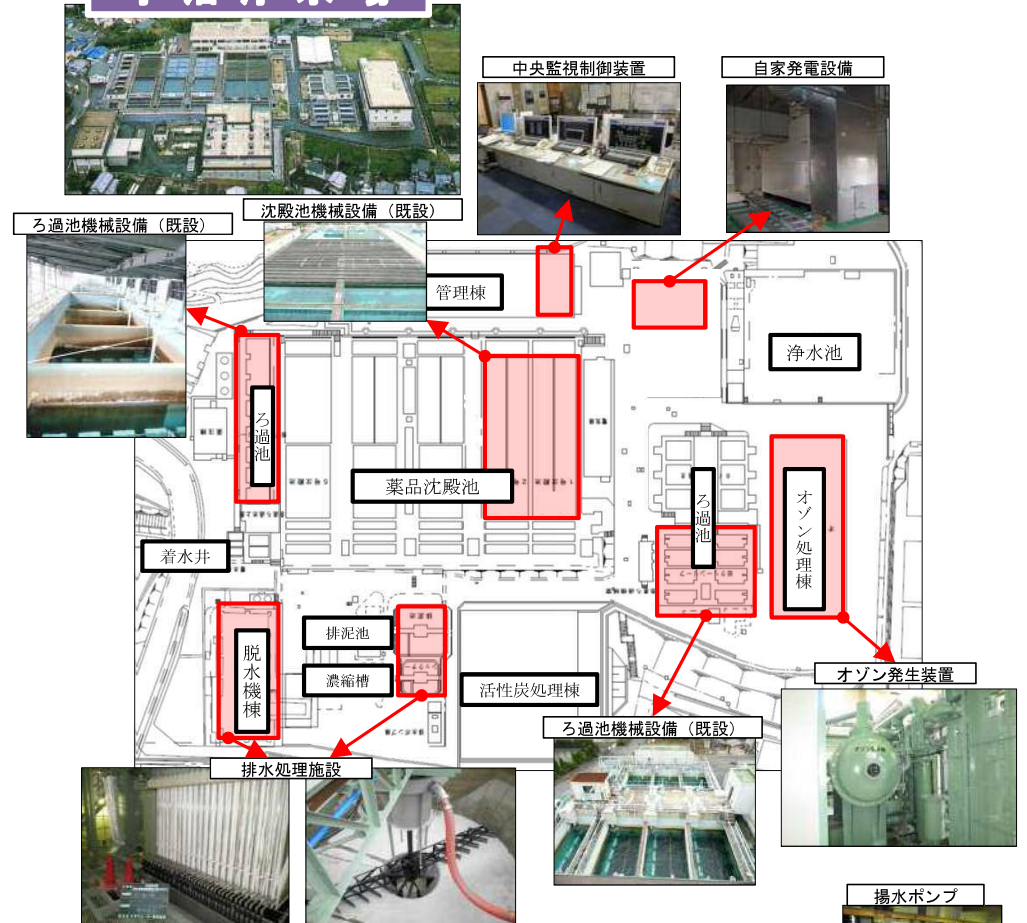 中央監視制御装置
自家発電設備
ろ過池機械設備（既設）
沈殿池機械設備（既設）
管理棟
浄水池
ろ過池
薬品沈殿池
ろ過池
オゾン処理棟
着水井
排泥池
脱水機棟
濃縮槽
活性炭処理棟
オゾン発生装置
ろ過池機械設備（既設）
排水処理施設
揚水ポンプ